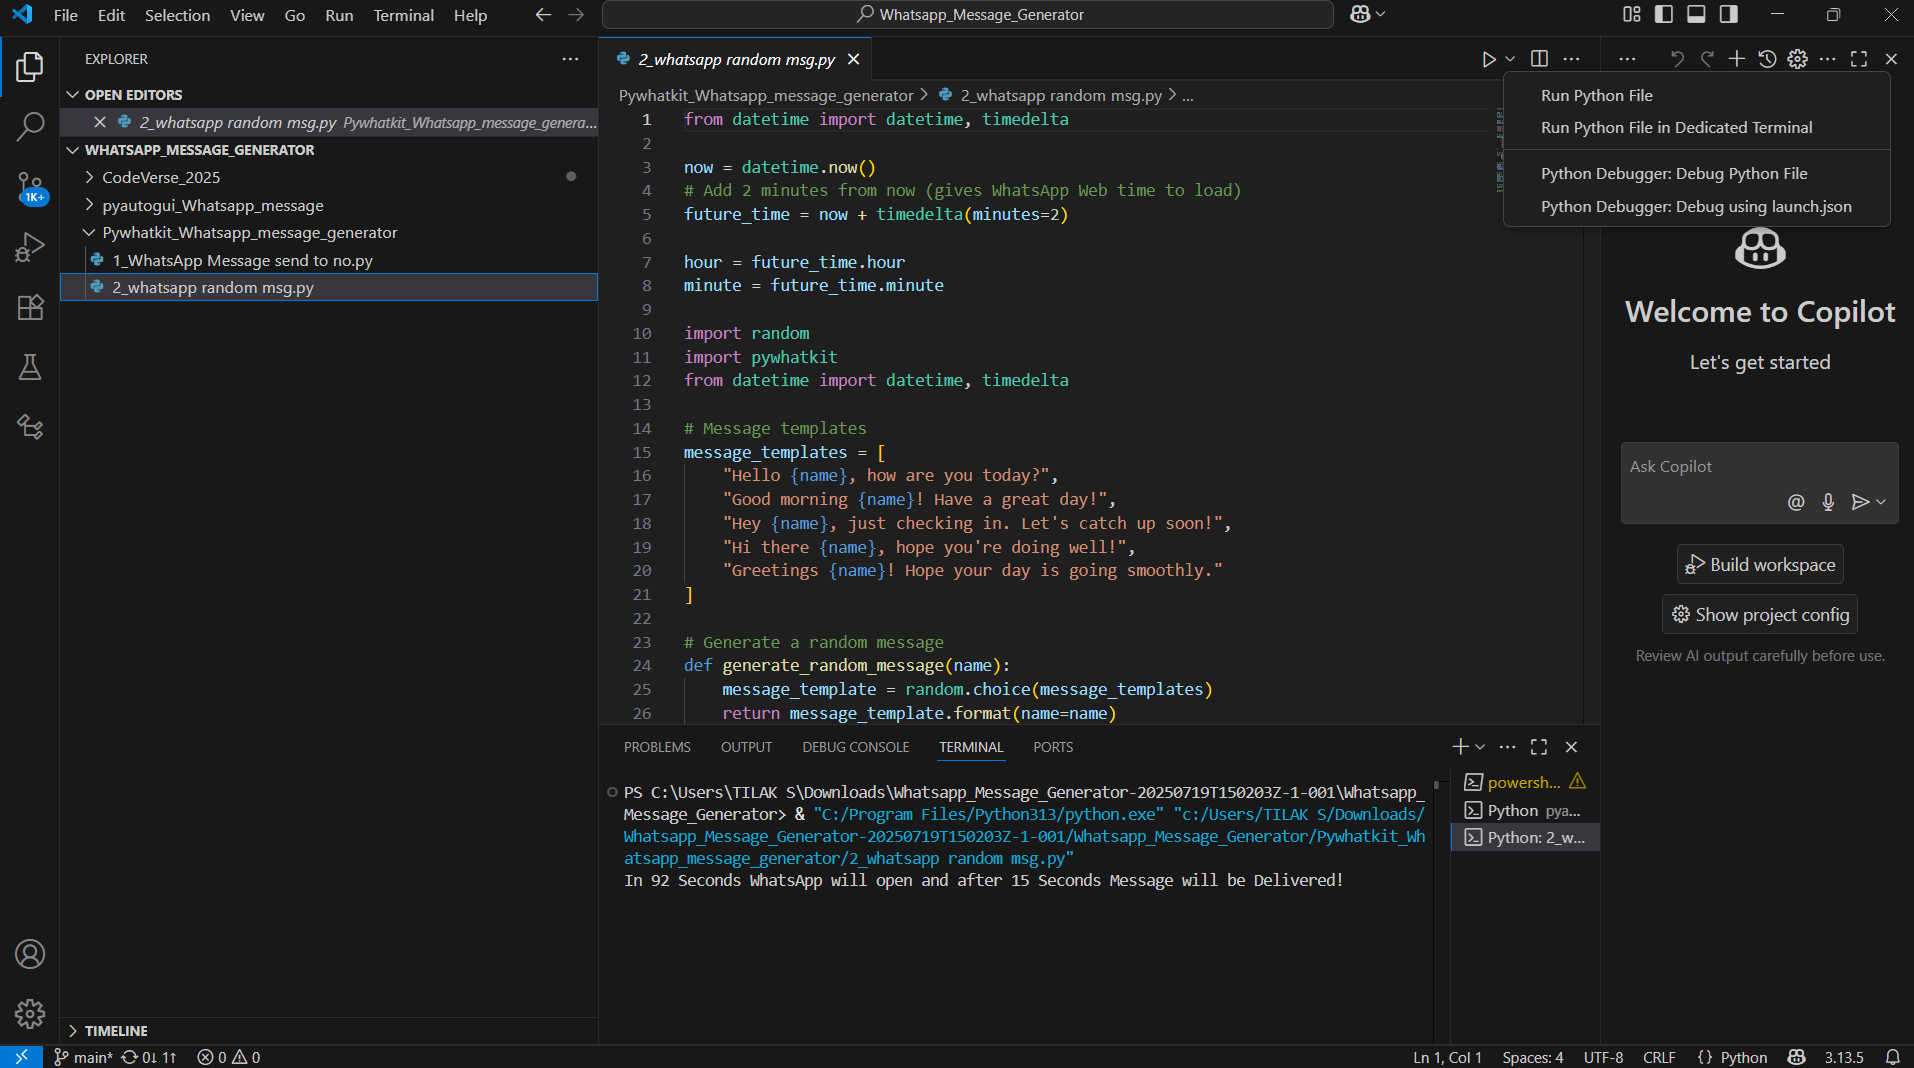 File Edit Selection View Go Run Terminal Help
Whatsapp_Message_Generator
EXPLORER
OPEN EDITORS
2_whatsapp random msg.py Pywhatkit_Whatsapp_message_genera...
WHATSAPP_MESSAGE_GENERATOR
CodeVerse_2025
pyautogui_Whatsapp_message
Pywhatkit_Whatsapp_message_generator
1_WhatsApp Message send to no.py
2_whatsapp random msg.py
TIMELINE
1K+
2_whatsapp random msg.py
Pywhatkit_Whatsapp_message_generator > 2_whatsapp random msg.py > ...
1 from datetime import datetime, timedelta
2
3 now = datetime.now()
4 # Add 2 minutes from now (gives WhatsApp Web time to load)
5 future_time = now + timedelta(minutes=2)
6
7 hour = future_time.hour
8 minute = future_time.minute
9
10 import random
11 import pywhatkit
12 from datetime import datetime, timedelta
13
14 # Message templates
15 message_templates = [
16 "Hello {name}, how are you today?",
17 "Good morning {name}! Have a great day!",
18 "Hey {name}, just checking in. Let's catch up soon!",
19 "Hi there {name}, hope you're doing well!",
20 "Greetings {name}! Hope your day is going smoothly."
21 ]
22
23 # Generate a random message
24 def generate_random_message(name):
25 message_template = random.choice(message_templates)
26 return message_template.format(name=name)
Run Python File
Run Python File in Dedicated Terminal
Python Debugger: Debug Python File
Python Debugger: Debug using launch.json
Welcome to Copilot
Let's get started
Ask Copilot
Build workspace
Show project config
Review AI output carefully before use.
PROBLEMS OUTPUT DEBUG CONSOLE TERMINAL PORTS
PS C:\Users\TILAK S\Downloads\Whatsapp_Message_Generator-20250719T150203Z-1-001\Whatsapp_
Message_Generator> & "C:/Program Files/Python313/python.exe" "c:/Users/TILAK S/Downloads/
Whatsapp_Message_Generator-20250719T150203Z-1-001/Whatsapp_Message_Generator/Pywhatkit_Wh
atsapp_message_generator/2_whatsapp random msg.py"
In 92 Seconds WhatsApp will open and after 15 Seconds Message will be Delivered!
powersh...
Python pya...
Python: 2_w...
main* 0↓ 1↑ 0 0
Ln 1, Col 1 Spaces: 4 UTF-8 CRLF {} Python 3.13.5